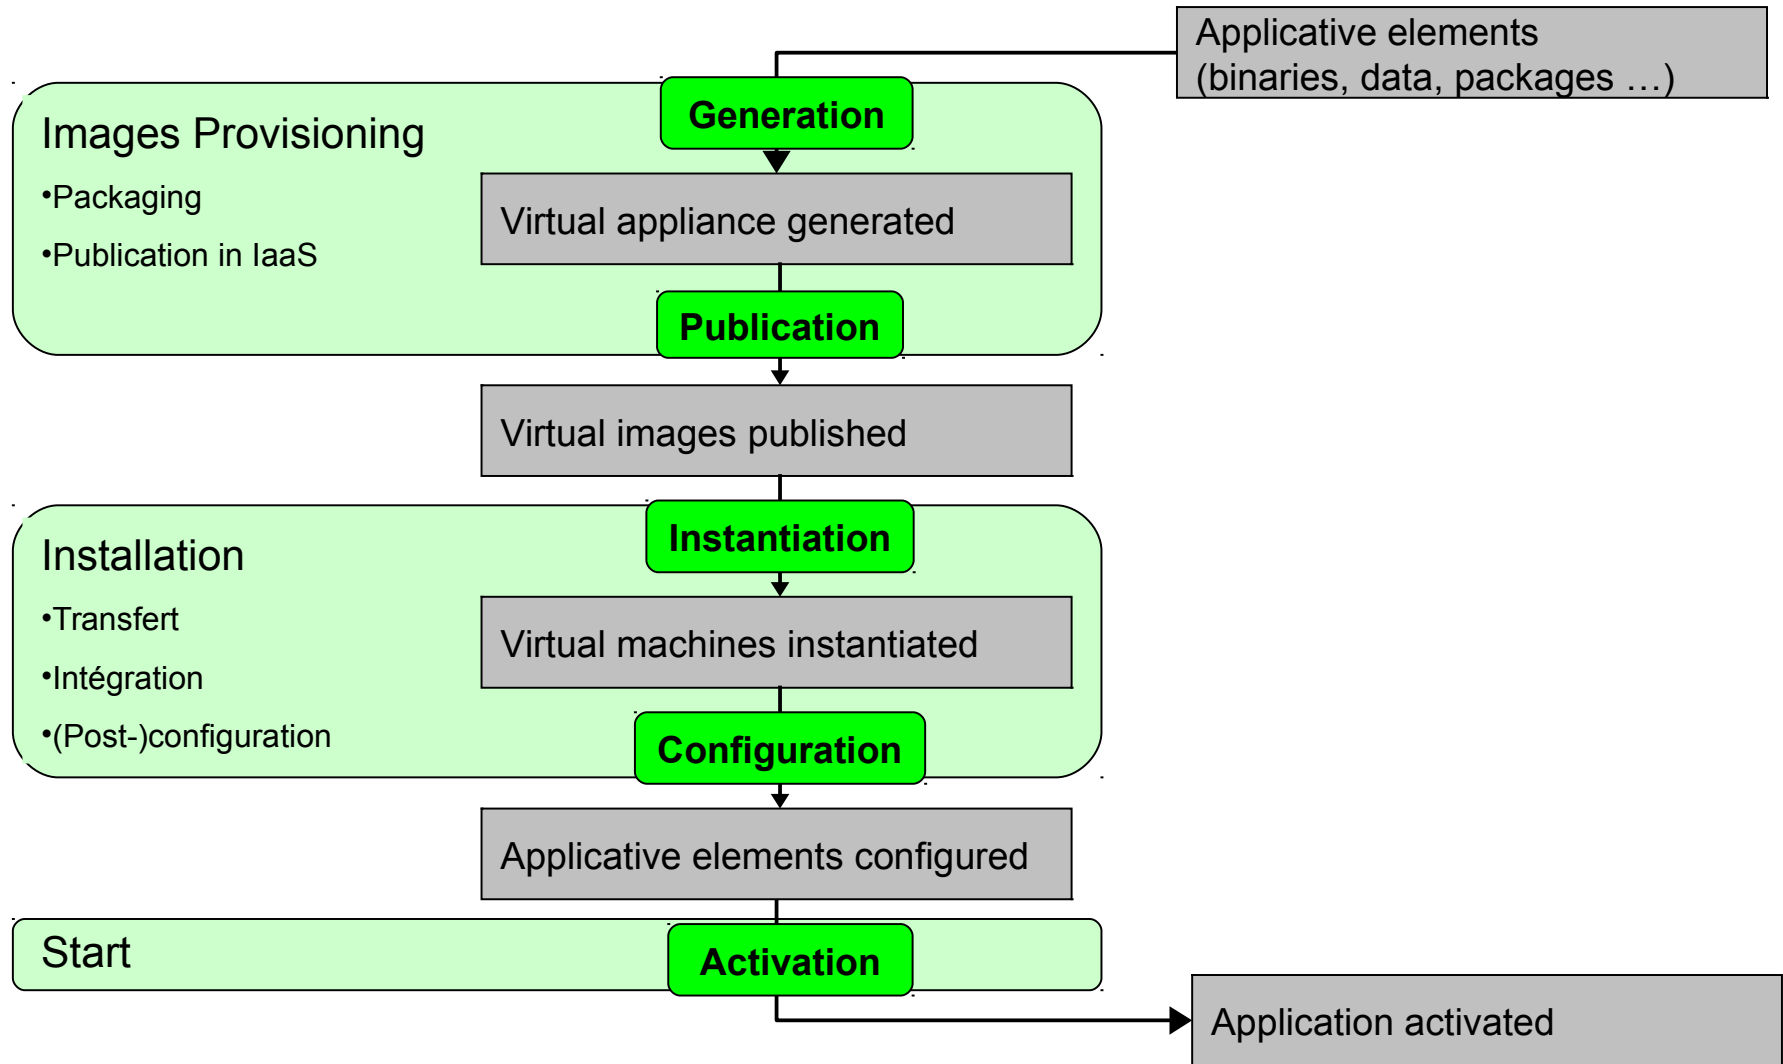 Applicative elements
(binaries, data, packages …)
Generation
Images Provisioning
•Packaging
•Publication in IaaS
Virtual appliance generated
Publication
Virtual images published
Instantiation
Installation
•Transfert
•Intégration
•(Post-)configuration
Virtual machines instantiated
Configuration
Applicative elements configured
Start
Activation
Application activated